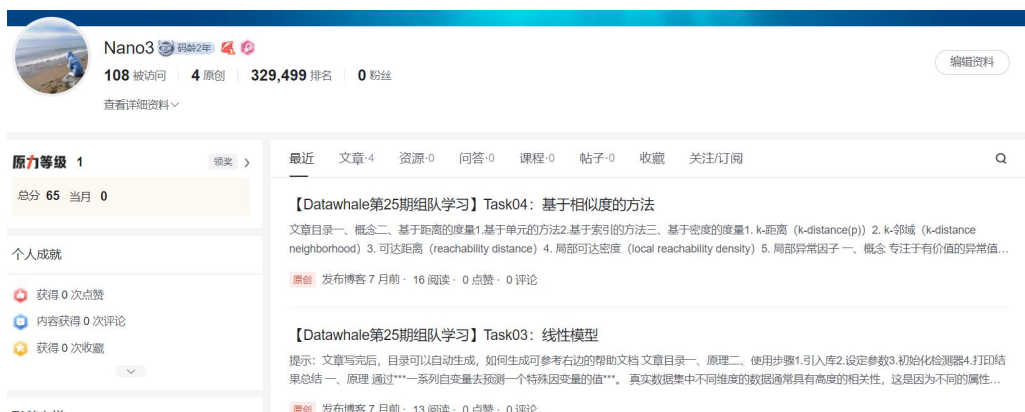 Nano3 码龄2年
108 被访问 4 原创 329,499 排名 0 粉丝
编辑资料
查看详细资料
原力等级 1 领奖
总分 65 当月 0
个人成就
获得 0 次点赞
内容获得 0 次评论
获得 0 次收藏
最近 文章·4 资源·0 问答·0 课程·0 帖子·0 收藏 关注/订阅
【Datawhale第25期组队学习】Task04：基于相似度的方法
文章目录一、概念二、基于距离的度量1.基于单元的方法2.基于索引的方法三、基于密度的度量1. k-距离（k-distance(p)）2. k-邻域（k-distance
neighborhood）3. 可达距离（reachability distance）4. 局部可达密度（local reachability density）5. 局部异常因子 一、概念 专注于有价值的异常值…
原创 发布博客 7 月前 · 16 阅读 · 0 点赞 · 0 评论
【Datawhale第25期组队学习】Task03：线性模型
提示：文章写完后，目录可以自动生成，如何生成可参考右边的帮助文档 文章目录一、原理二、使用步骤1.引入库2.设定参数3.初始化检测器4.打印结
果总结 一、原理 通过***一系列自变量去预测一个特殊因变量的值***。 真实数据集中不同维度的数据通常具有高度的相关性，这是因为不同的属性…
原创 发布博客 7 月前 · 13 阅读 · 0 点赞 · 0 评论